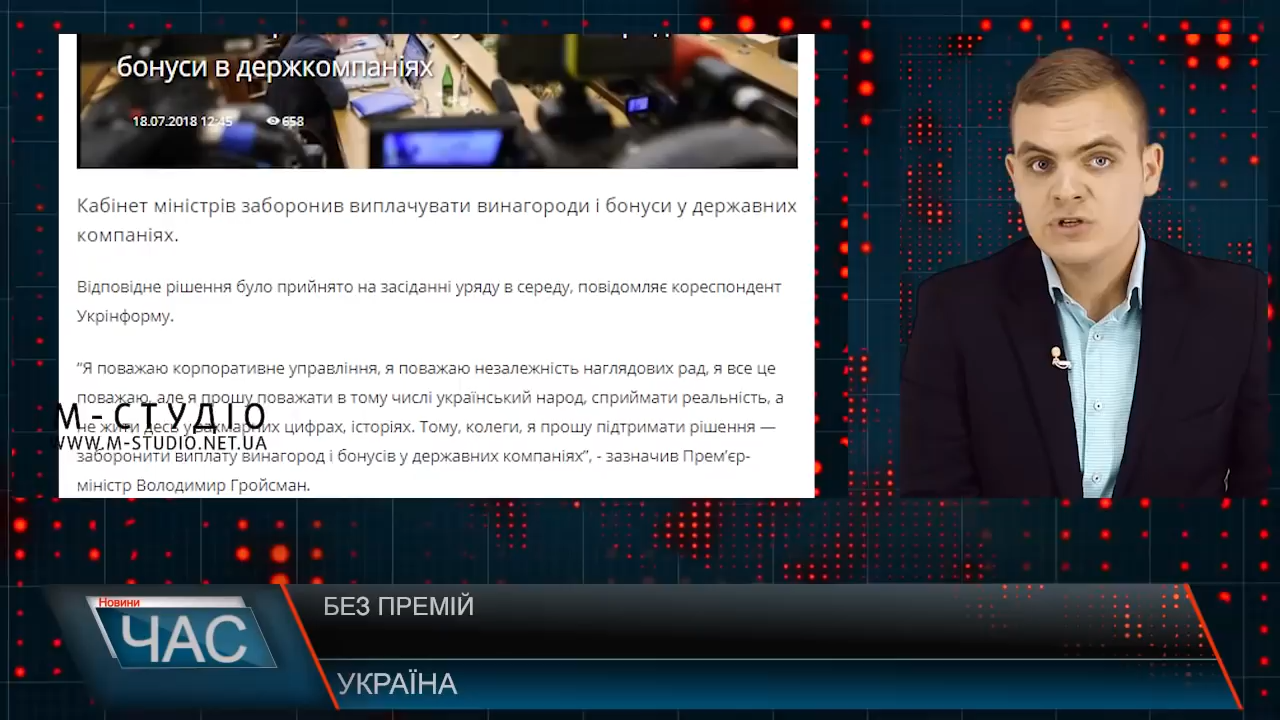 бонуси в держкомпаніях
18.07.2018 12:45 658
Кабінет міністрів заборонив виплачувати винагороди і бонуси у державних
компаніях.
Відповідне рішення було прийнято на засіданні уряду в середу, повідомляє кореспондент
Укрінформу.
"Я поважаю корпоративне управління, я поважаю незалежність наглядових рад, я все це
поважаю, але я прошу поважати в тому числі український народ, сприймати реальність, а
не жити десь у захмарних цифрах, історіях. Тому, колеги, я прошу підтримати рішення —
заборонити виплату винагород і бонусів у державних компаніях", - зазначив Прем'єр-
міністр Володимир Гройсман.
М-СТУДІО
WWW.M-STUDIO.NET.UA
Новини
ЧАС
БЕЗ ПРЕМІЙ
УКРАЇНА